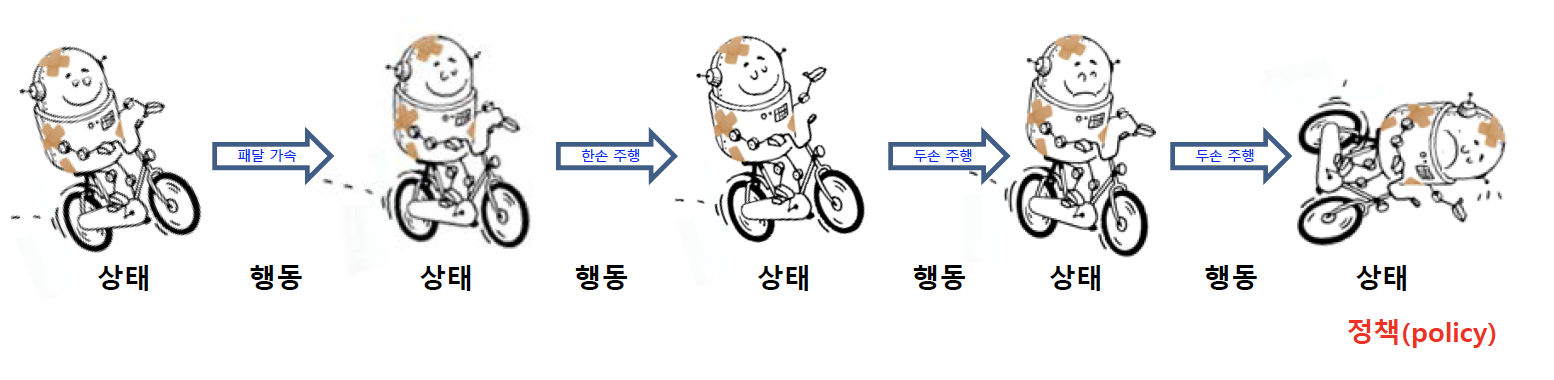 패달 가속
한손 주행
두손 주행
두손 주행
상태 행동 상태 행동 상태 행동 상태 행동 상태
정책(policy)